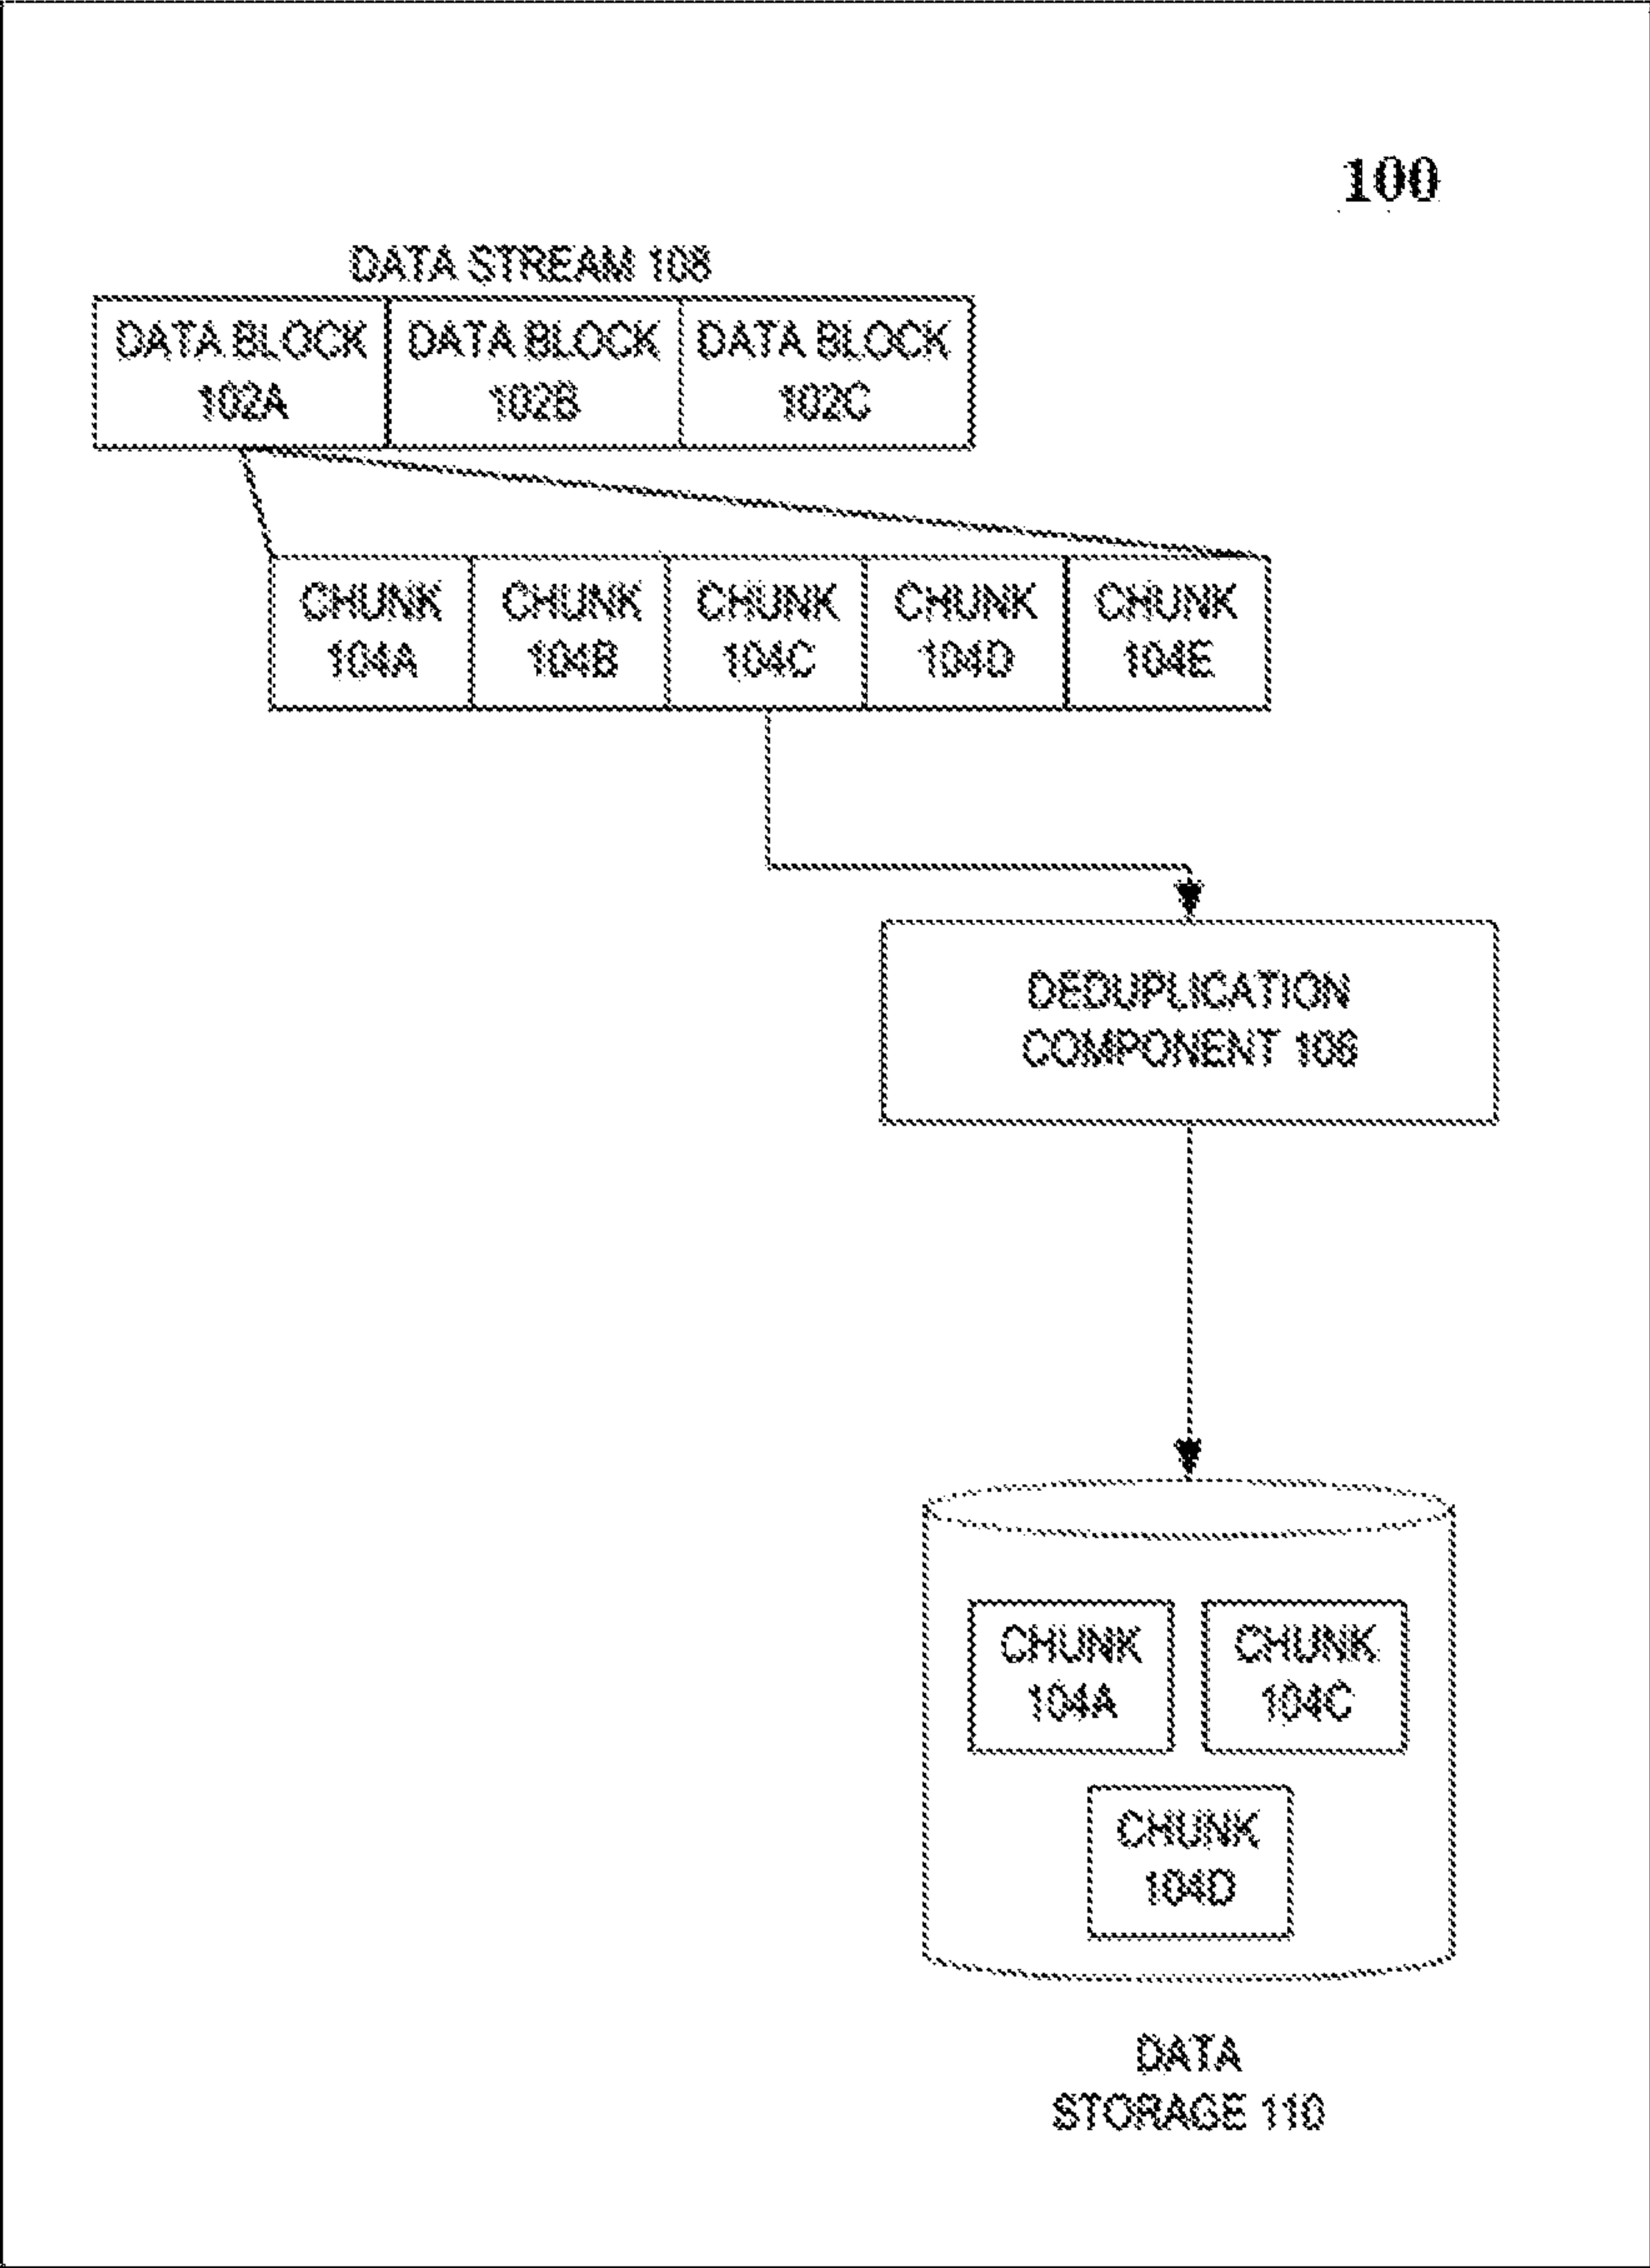 100
DATA STREAM 108
DATA BLOCK DATA BLOCK DATA BLOCK
102A 102B 102C
CHUNK CHUNK CHUNK CHUNK CHUNK
104A 104B 104C 104D 104E
DEDUPLICATION
COMPONENT 106
CHUNK CHUNK
104A 104C
CHUNK
104D
DATA
STORAGE 110